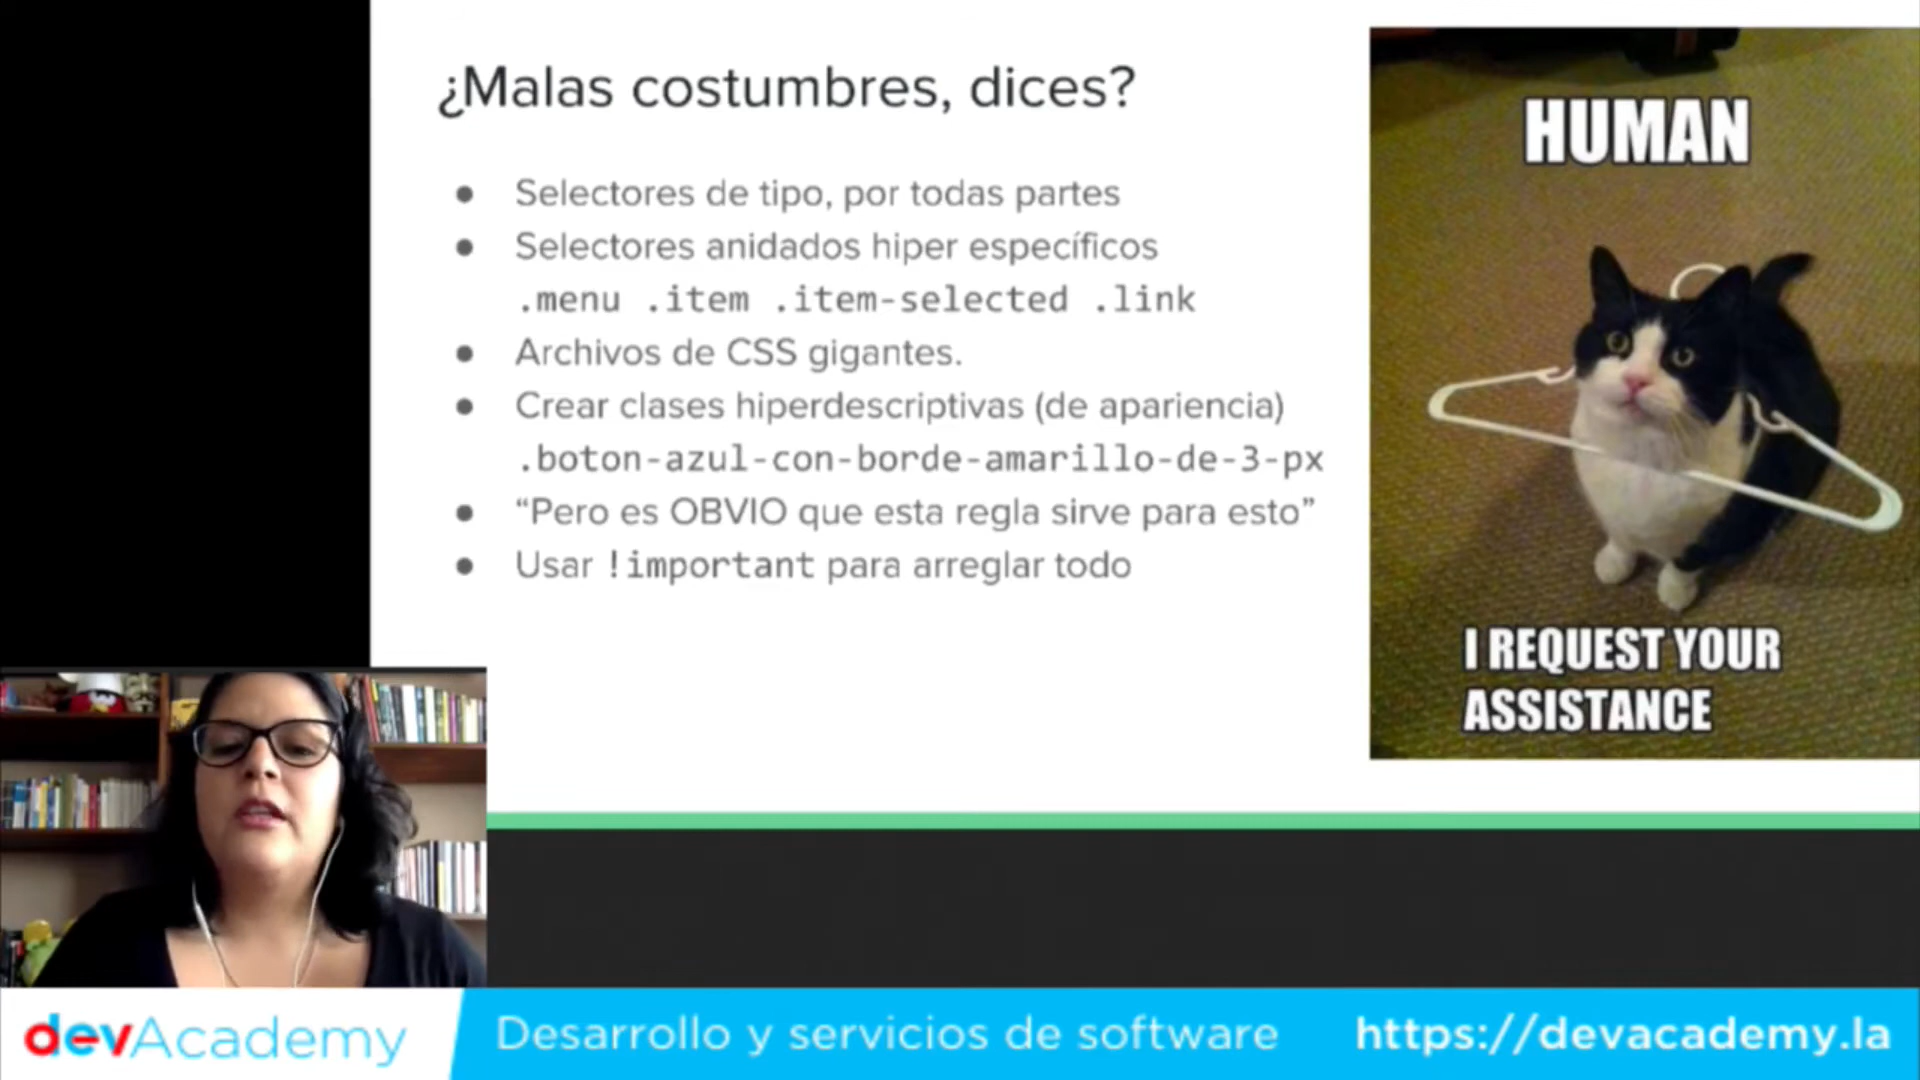 ¿Malas costumbres, dices?
● Selectores de tipo, por todas partes
● Selectores anidados hiper específicos
.menu .item .item-selected .link
● Archivos de CSS gigantes.
● Crear clases hiperdescriptivas (de apariencia)
.boton-azul-con-borde-amarillo-de-3-px
● “Pero es OBVIO que esta regla sirve para esto”
● Usar !important para arreglar todo
HUMAN
I REQUEST YOUR
ASSISTANCE
devAcademy
Desarrollo y servicios de software
https://devacademy.la